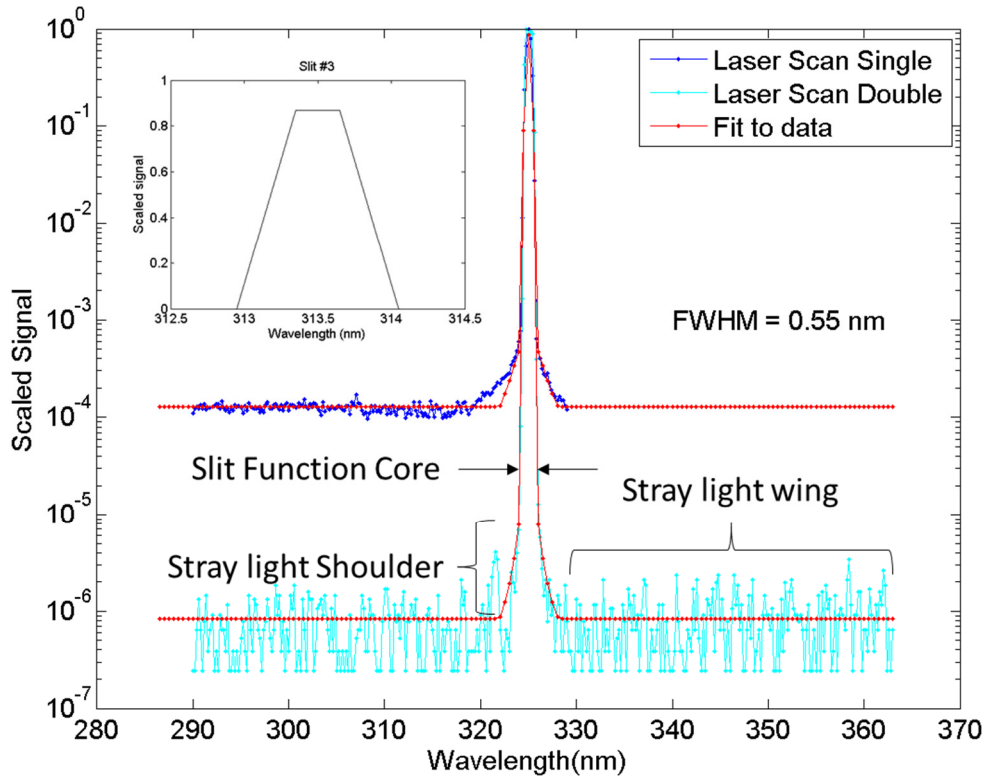 10^0
10^-1
10^-2
10^-3
10^-4
10^-5
10^-6
10^-7
Scaled Signal
280 290 300 310 320 330 340 350 360 370
Wavelength(nm)
Laser Scan Single
Laser Scan Double
Fit to data
Slit #3
1
0.8
0.6
0.4
0.2
0
Scaled signal
312.5 313 313.5 314 314.5
Wavelength (nm)
FWHM = 0.55 nm
Slit Function Core
Stray light wing
Stray light Shoulder